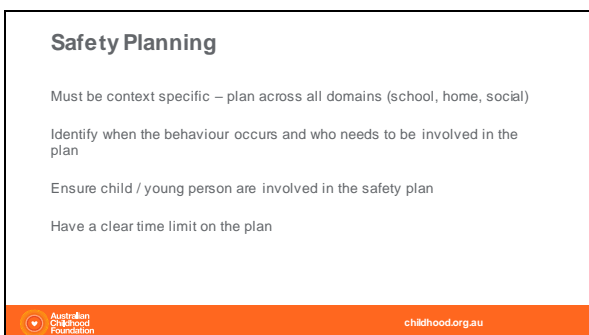 Safety Planning
Must be context specific – plan across all domains (school, home, social)
Identify when the behaviour occurs and who needs to be involved in the
plan
Ensure child / young person are involved in the safety plan
Have a clear time limit on the plan
Australian
Childhood
Foundation
childhood.org.au